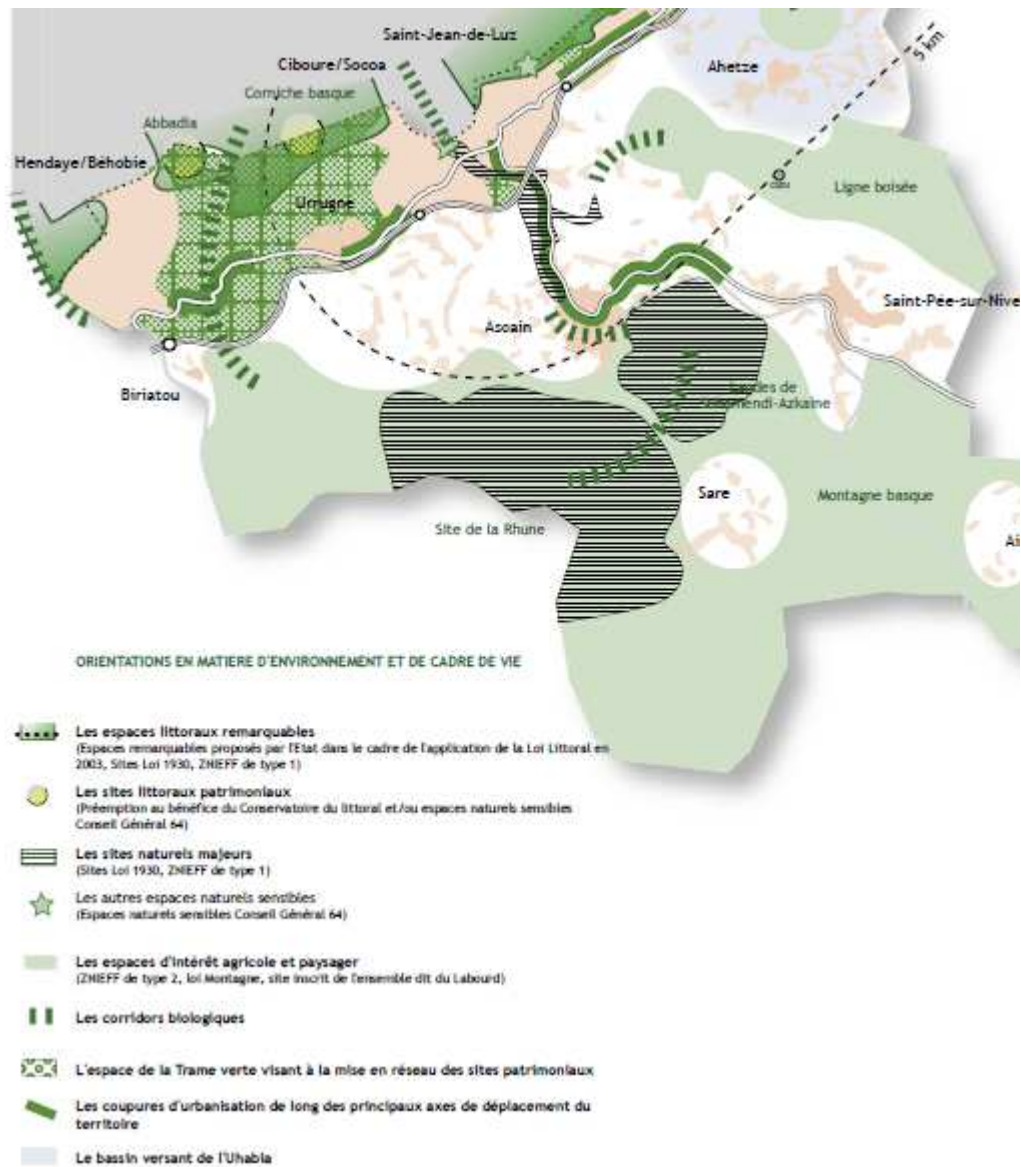 Saint-Jean-de-Luz
Ciboure/Socoa
Corniche basque
Abbadia
Hendaye/Béhobie
Urrugne
Ahetze
5 km
Ligne boisée
Ascain
Saint-Pée-sur-Nive
Biriatou
de
Sare
Montagne basque
Site de la Rhune
Ai
ORIENTATIONS EN MATIERE D'ENVIRONNEMENT ET DE CADRE DE VIE
Les espaces littoraux remarquables
(Espaces remarquables proposés par l'Etat dans le cadre de l'application de la Loi Littoral en
2003, Sites Loi 1930, ZNIEFF de type 1)
Les sites littoraux patrimoniaux
(Préemption au bénéfice du Conservatoire du littoral et/ou espaces naturels sensibles
Conseil Général 64)
Les sites naturels majeurs
(Sites Loi 1930, ZNIEFF de type 1)
Les autres espaces naturels sensibles
(Espaces naturels sensibles Conseil Général 64)
Les espaces d'intérêt agricole et paysager
(ZNIEFF de type 2, loi Montagne, site inscrit de l'ensemble dit du Labourd)
Les corridors biologiques
L'espace de la Trame verte visant à la mise en réseau des sites patrimoniaux
Les coupures d'urbanisation de long des principaux axes de déplacement du
territoire
Le bassin versant de l'Uhabia